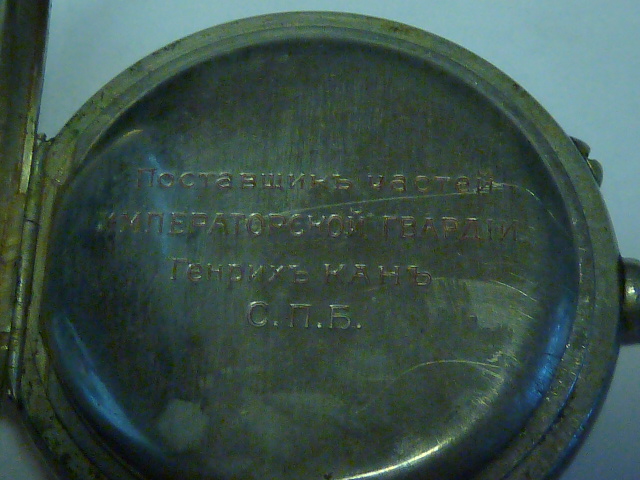 Поставщикъ частей
ИМПЕРАТОРСКОЙ ГВАРДІИ
Генрихъ КАНЪ
С.П.Б.